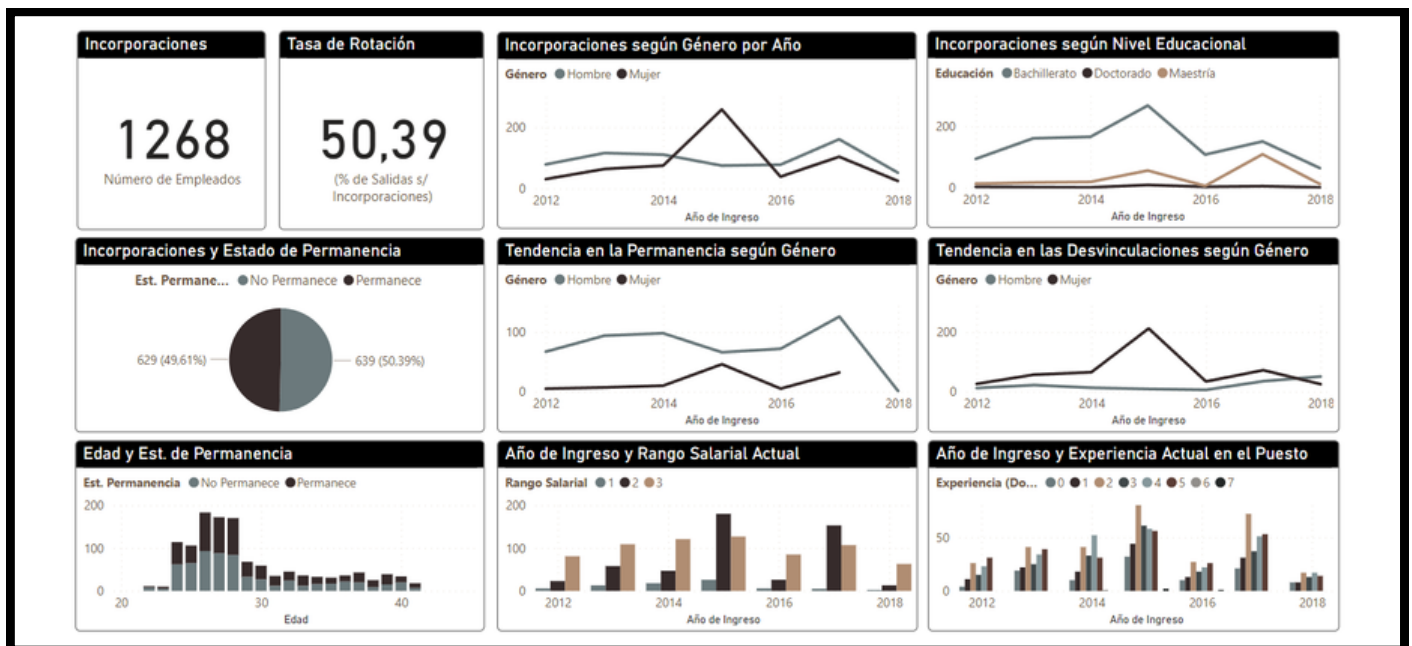 Incorporaciones
1268
Número de Empleados
Tasa de Rotación
50,39
(% de Salidas s/
Incorporaciones)
Incorporaciones según Género por Año
Género Hombre Mujer
200
0
2012 2014 2016 2018
Año de Ingreso
Incorporaciones según Nivel Educacional
Educación Bachillerato Doctorado Maestría
200
0
2012 2014 2016 2018
Año de Ingreso
Incorporaciones y Estado de Permanencia
Est. Permane... No Permanece Permanece
629 (49.61%) 639 (50.39%)
Tendencia en la Permanencia según Género
Género Hombre Mujer
100
0
2012 2014 2016 2018
Año de Ingreso
Tendencia en las Desvinculaciones según Género
Género Hombre Mujer
200
0
2012 2014 2016 2018
Año de Ingreso
Edad y Est. de Permanencia
Est. Permanencia No Permanece Permanece
200
100
0
20 30 40
Edad
Año de Ingreso y Rango Salarial Actual
Rango Salarial 1 2 3
200
100
0
2012 2014 2016 2018
Año de Ingreso
Año de Ingreso y Experiencia Actual en el Puesto
Experiencia (Do... 0 1 2 3 4 5 6 7
50
0
2012 2014 2016 2018
Año de Ingreso